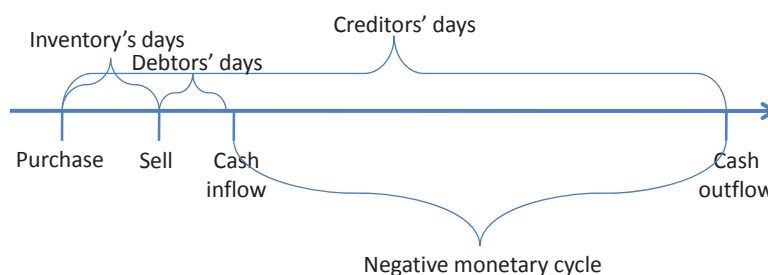 Creditors’ days
Inventory’s days
Debtors’ days
Purchase
Sell
Cash
inflow
Cash
outflow
Negative monetary cycle